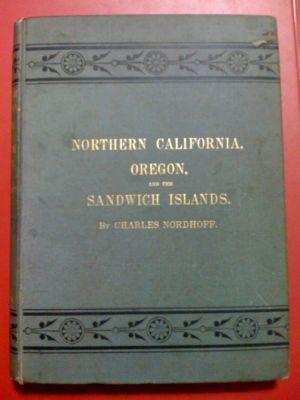 NORTHERN CALIFORNIA,
OREGON,
AND THE
SANDWICH ISLANDS.
By CHARLES NORDHOFF.